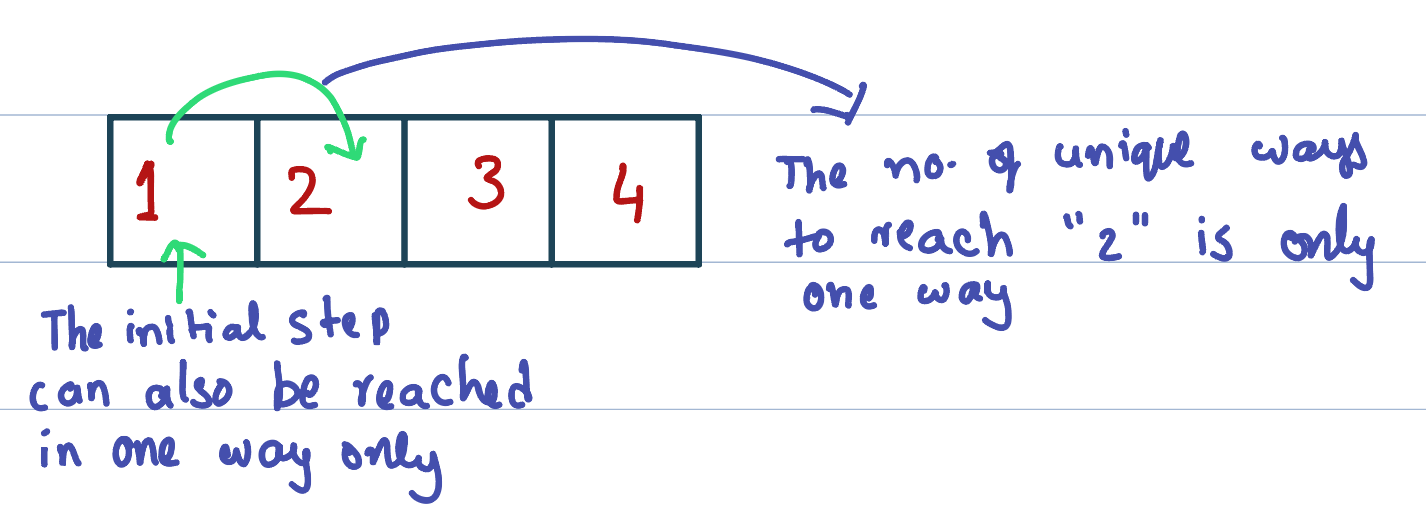 1 2 3 4
The no. of unique ways
to reach "2" is only
one way
The initial step
can also be reached
in one way only